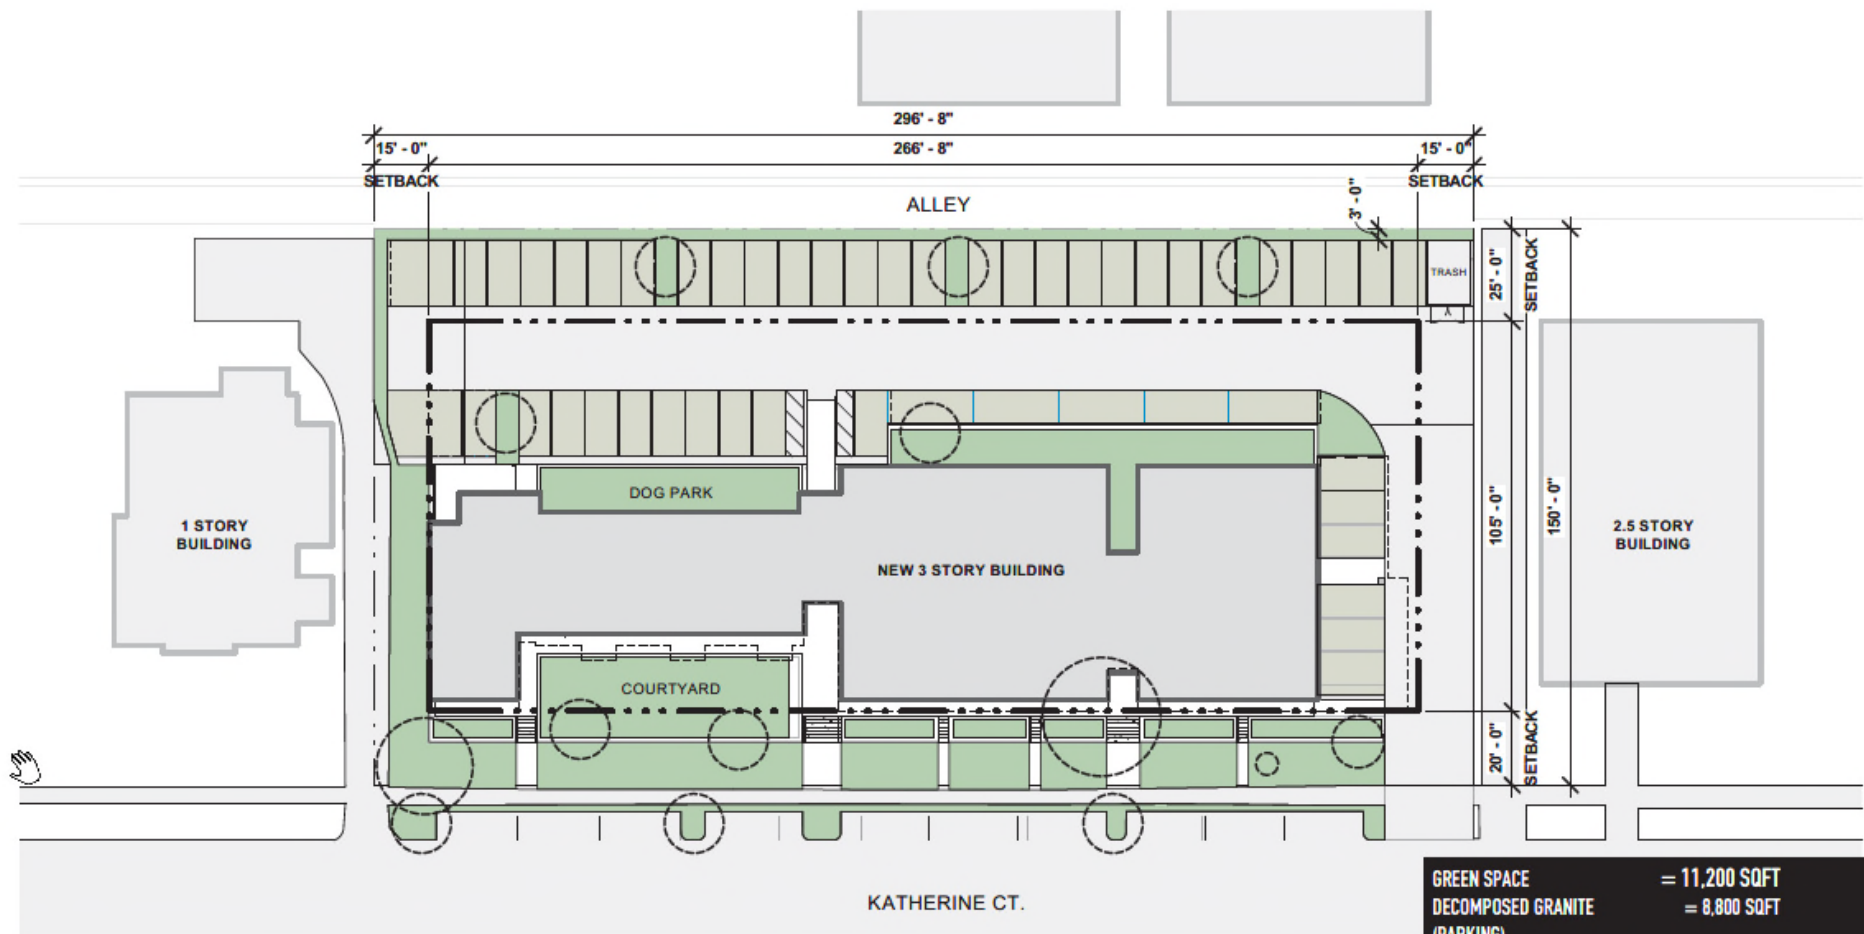 296' - 8"
15' - 0"
266' - 8"
15' - 0"
SETBACK
SETBACK
3' - 0"
ALLEY
TRASH
25' - 0"
SETBACK
DOG PARK
1 STORY
BUILDING
NEW 3 STORY BUILDING
105' - 0"
150' - 0"
2.5 STORY
BUILDING
COURTYARD
20' - 0"
SETBACK
KATHERINE CT.
GREEN SPACE = 11,200 SQFT
DECOMPOSED GRANITE = 8,800 SQFT
(PARKING)